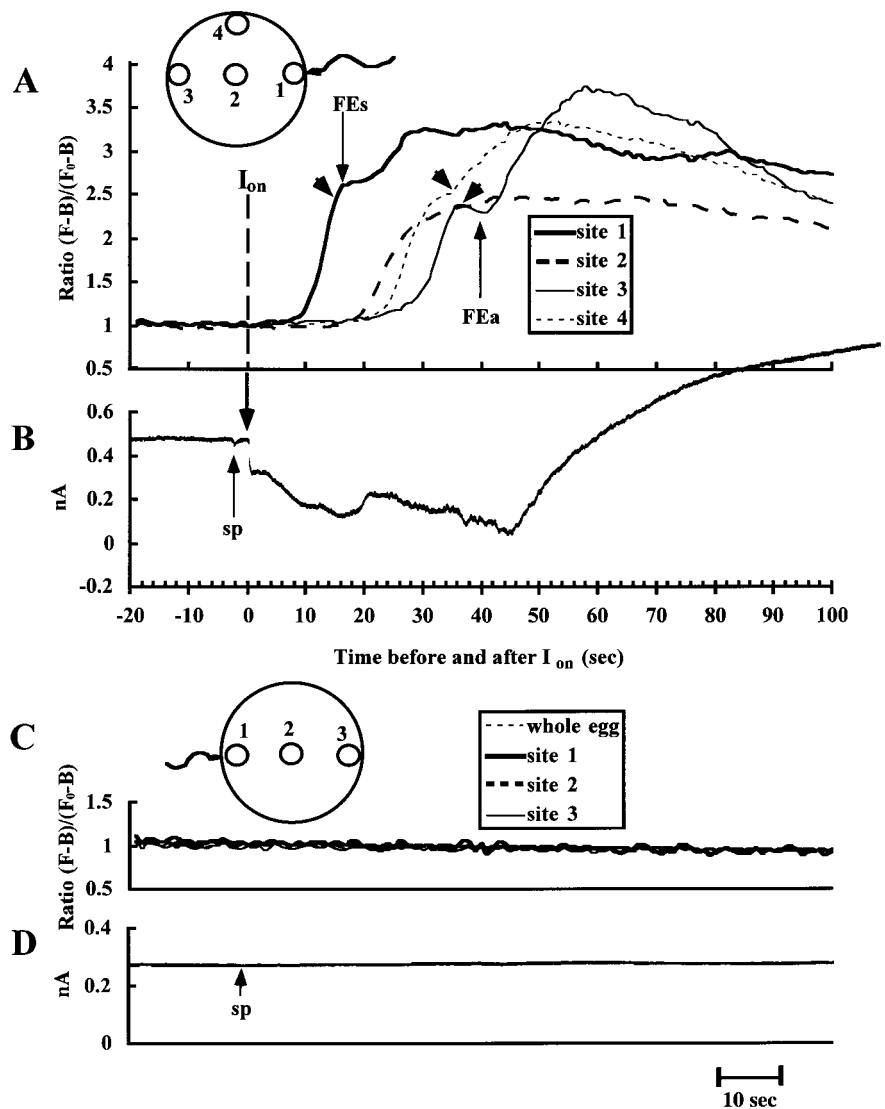 A
4
3
2
1
Ratio (F-B)/(F₀-B)
4
3.5
3
2.5
2
1.5
1
0.5
FEs
I on
FEa
site 1
site 2
site 3
site 4
B
nA
0.6
0.4
0.2
0
-0.2
sp
-20 -10 0 10 20 30 40 50 60 70 80 90 100
Time before and after I on (sec)
C
1 2 3
whole egg
site 1
site 2
site 3
Ratio (F-B)/(F₀-B)
1.5
1
0.5
D
nA
0.4
0.2
0
sp
10 sec